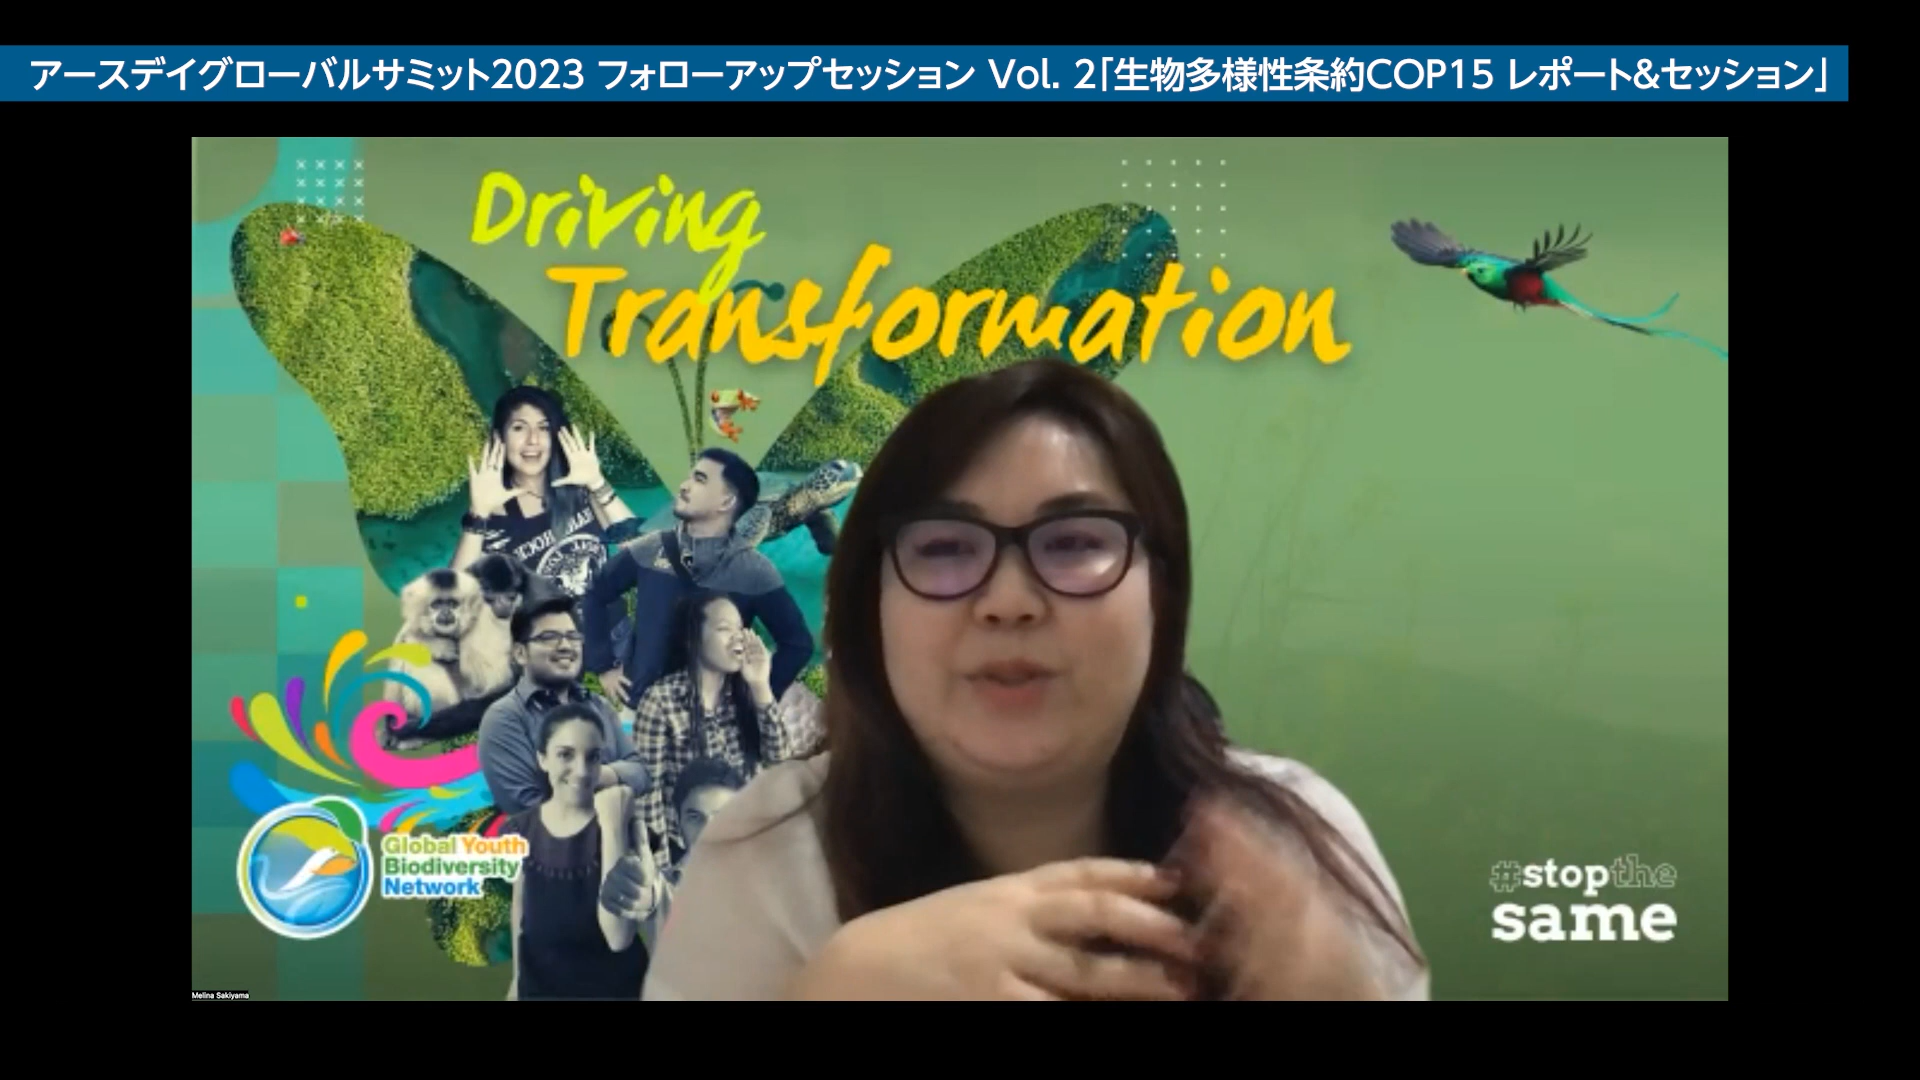 アースデイグローバルサミット2023 フォローアップセッション Vol. 2「生物多様性条約COP15 レポート&セッション」
Driving
Transformation
Global Youth
Biodiversity
Network
#stopthe
same
Melina Sakiyama